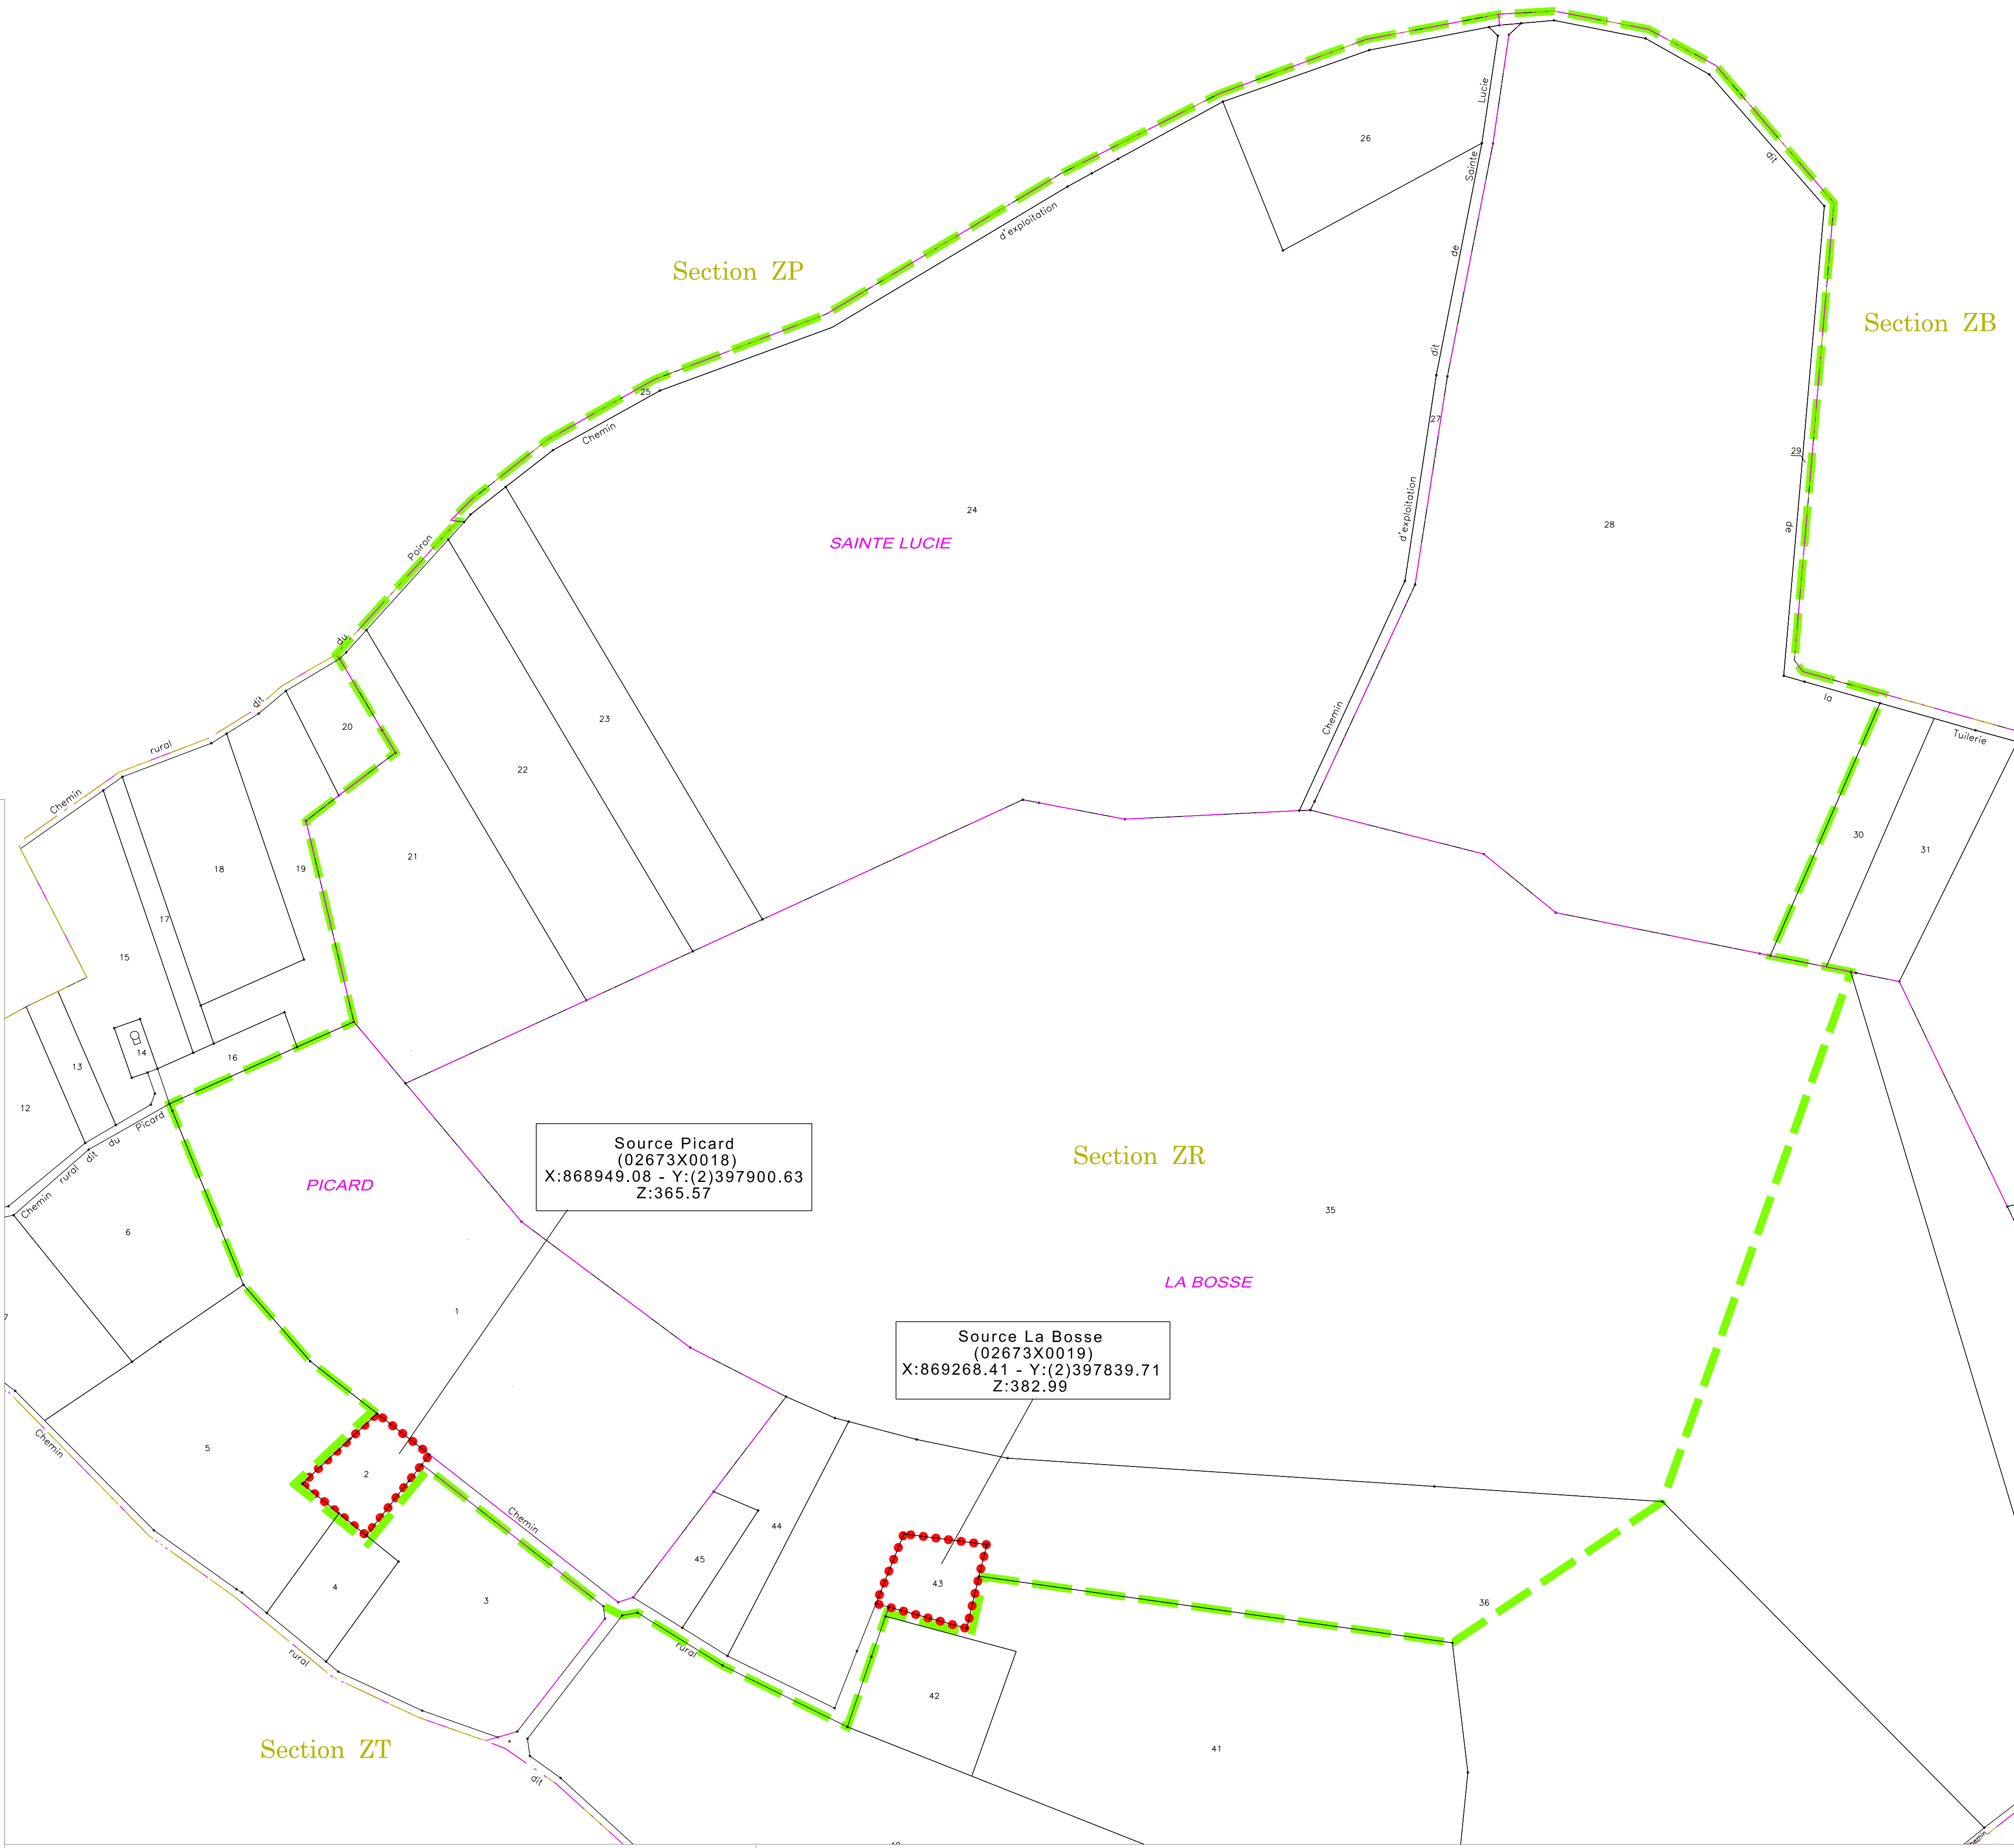 Lucie
26
Sainte
dit
d'exploitation
de
Section ZP
Section ZB
dit
25
27
Chemin
29
d'exploitation
24
28
de
SAINTE LUCIE
Poiron
du
la
dit
20
23
Chemin
Tuilerie
rural
22
Chemin
30
31
21
18
19
17
15
16
14
13
12
Picard
du
dit
rural
Chemin
Source Picard
(02673X0018)
X:868949.08 - Y:(2)397900.63
Z:365.57
Section ZR
PICARD
35
6
LA BOSSE
1
7
Source La Bosse
(02673X0019)
X:869268.41 - Y:(2)397839.71
Z:382.99
Chemin
5
2
Chemin
44
45
43
4
3
36
rural
rural
42
Section ZT
41
dit